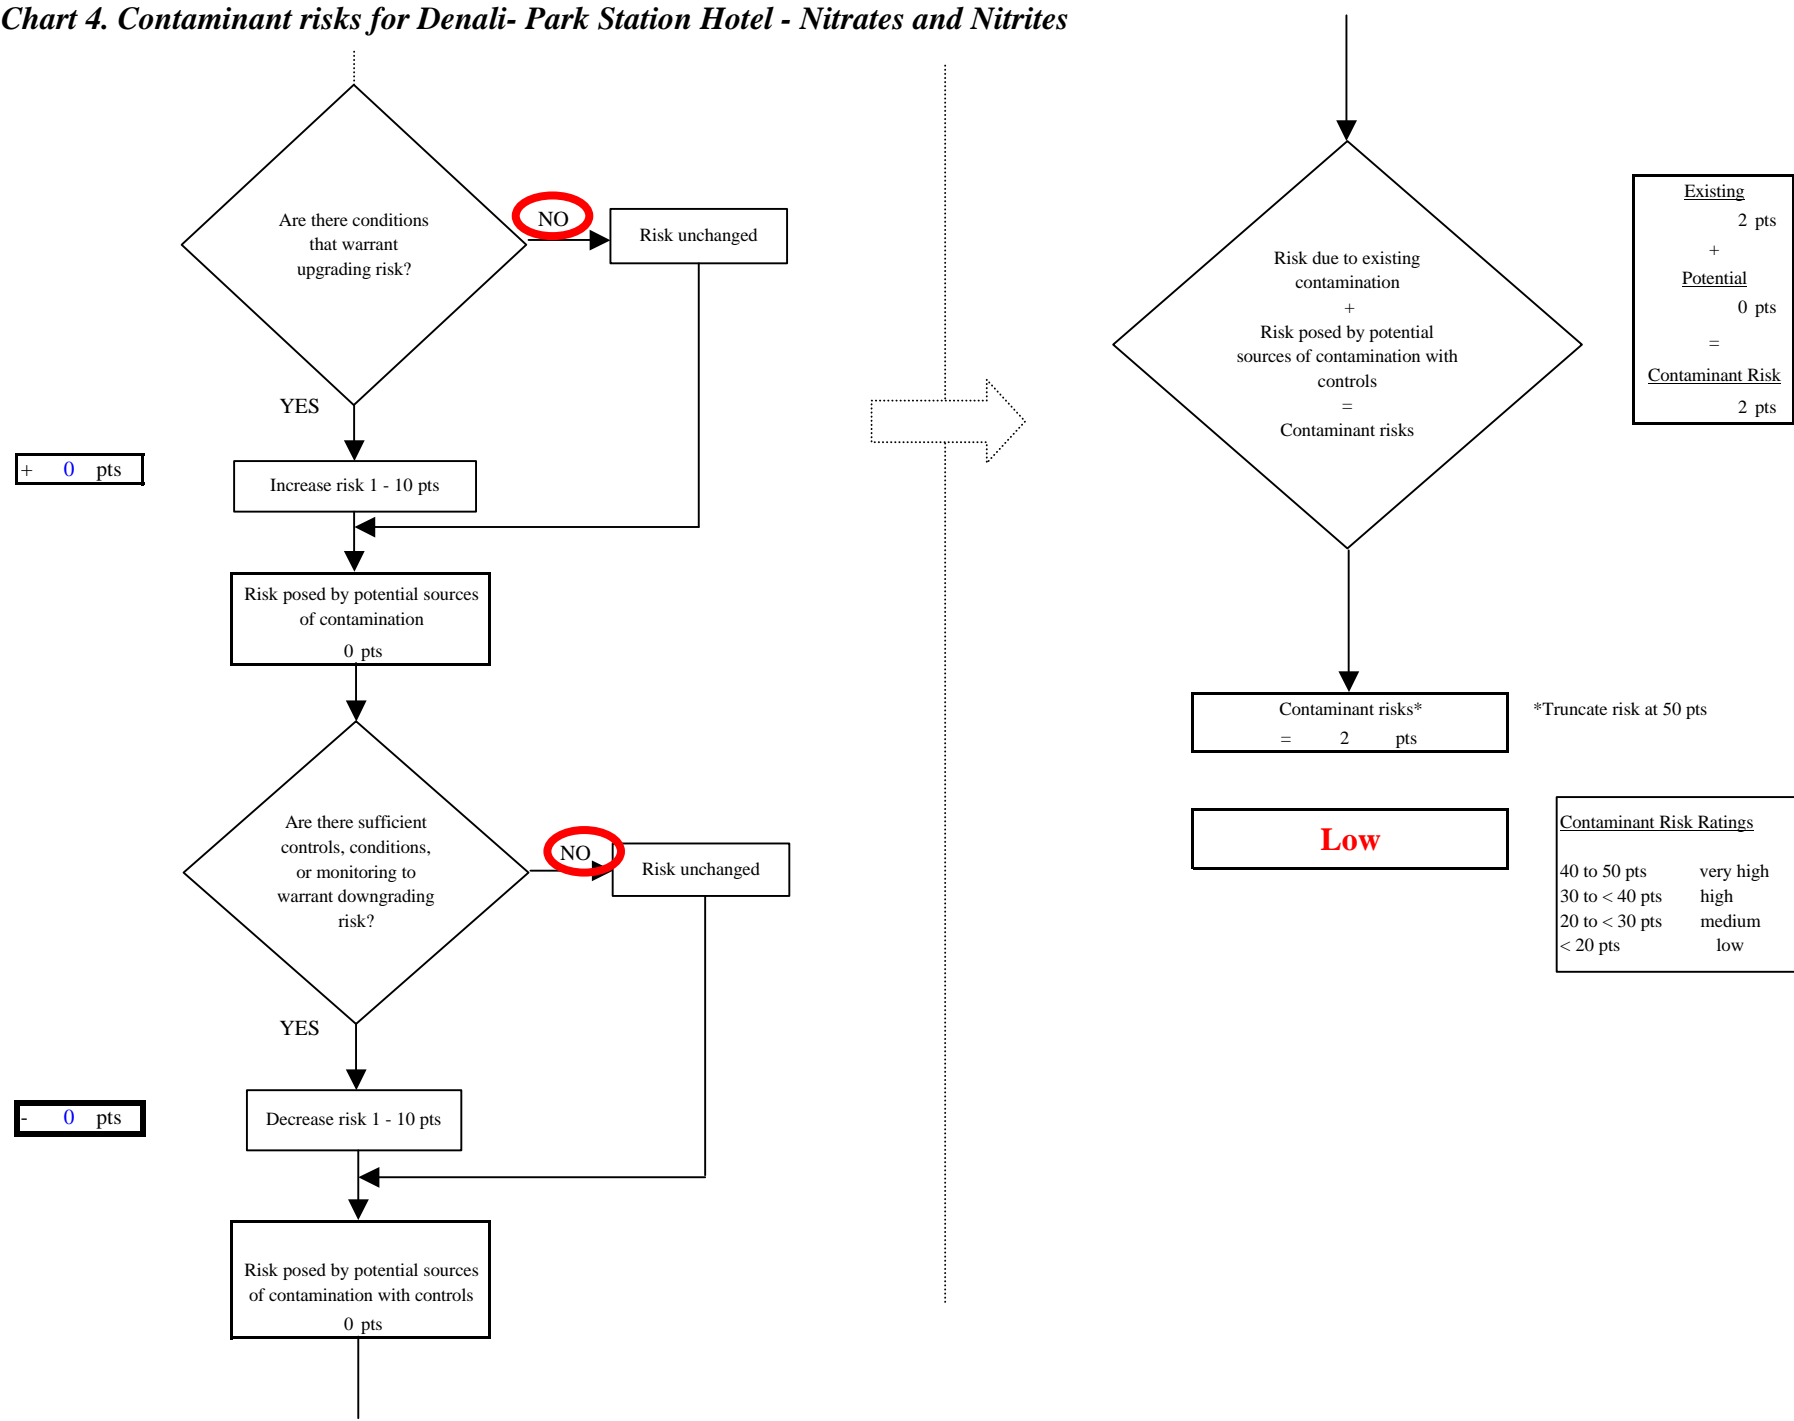 Chart 4. Contaminant risks for Denali- Park Station Hotel - Nitrates and Nitrites
Are there conditions
that warrant
upgrading risk?
NO
Risk unchanged
YES
+ 0 pts
Increase risk 1 - 10 pts
Risk posed by potential sources
of contamination
0 pts
Are there sufficient
controls, conditions,
or monitoring to
warrant downgrading
risk?
NO
Risk unchanged
YES
- 0 pts
Decrease risk 1 - 10 pts
Risk posed by potential sources
of contamination with controls
0 pts
Risk due to existing
contamination
+
Risk posed by potential
sources of contamination with
controls
=
Contaminant risks
Existing
2 pts
+
Potential
0 pts
=
Contaminant Risk
2 pts
Contaminant risks*
= 2 pts
*Truncate risk at 50 pts
Low
Contaminant Risk Ratings
40 to 50 pts very high
30 to < 40 pts high
20 to < 30 pts medium
< 20 pts low